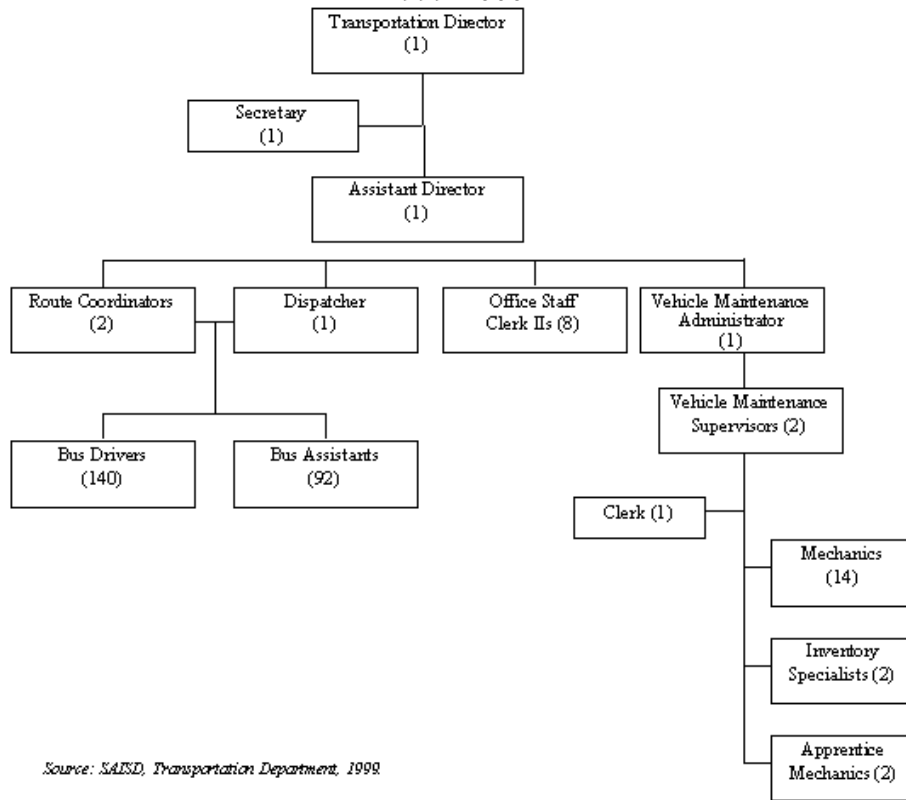 Transportation Director
(1)
Secretary
(1)
Assistant Director
(1)
Route Coordinators
(2)
Dispatcher
(1)
Office Staff
Clerk IIs (8)
Vehicle Maintenance
Administrator
(1)
Vehicle Maintenance
Supervisors (2)
Bus Drivers
(140)
Bus Assistants
(92)
Clerk (1)
Mechanics
(14)
Inventory
Specialists (2)
Apprentice
Mechanics (2)
Source: SAISD, Transportation Department, 1999.